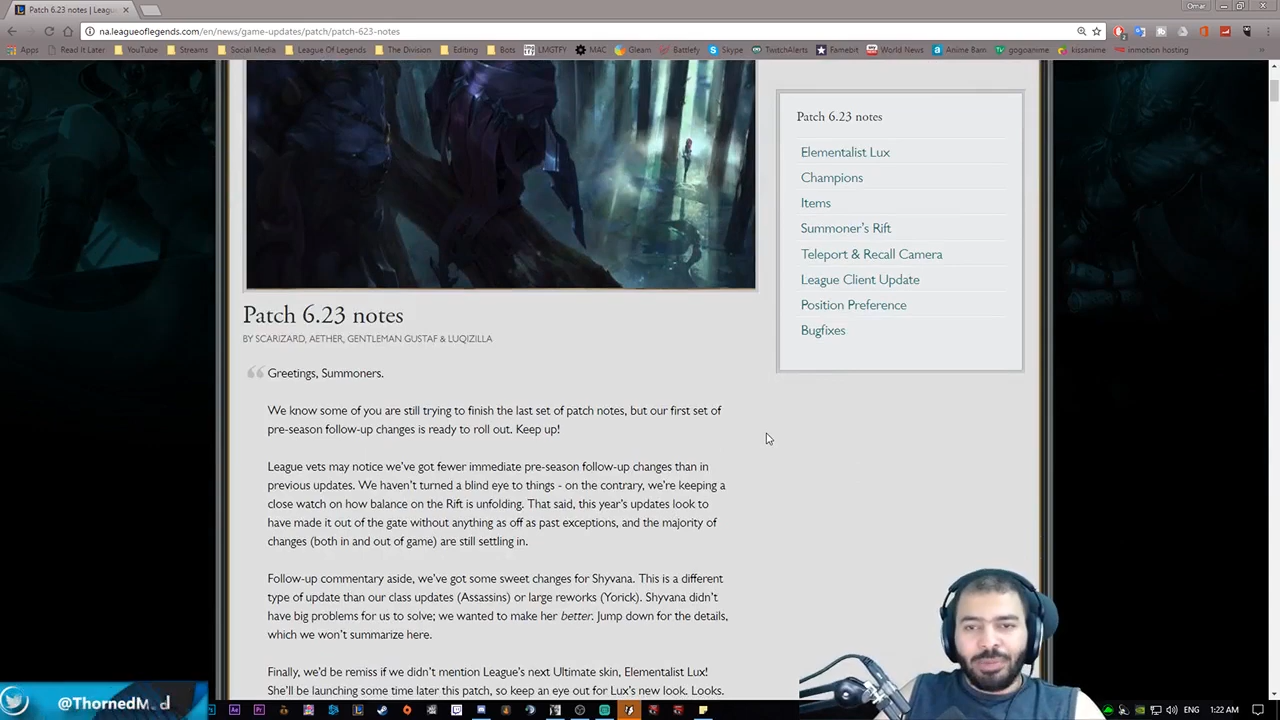 Patch 6.23 notes | Leagu
Omar
na.leagueoflegends.com/en/news/game-updates/patch/patch-623-notes
Apps Read it Later YouTube Streams Social Media League Of Legends The Division Editing Bots LMGTFY MAC Gleam Battlefy Skype TwitchAlerts Famebit World News Anime Barn gogoanime kissanime inmotion hosting
Patch 6.23 notes
Elementalist Lux
Champions
Items
Summoner's Rift
Teleport & Recall Camera
League Client Update
Position Preference
Bugfixes
Patch 6.23 notes
BY SCARIZARD, AETHER, GENTLEMAN GUSTAF & LUQIZILLA
Greetings, Summoners.
We know some of you are still trying to finish the last set of patch notes, but our first set of
pre-season follow-up changes is ready to roll out. Keep up!
League vets may notice we've got fewer immediate pre-season follow-up changes than in
previous updates. We haven't turned a blind eye to things - on the contrary, we're keeping a
close watch on how balance on the Rift is unfolding. That said, this year's updates look to
have made it out of the gate without anything as off as past exceptions, and the majority of
changes (both in and out of game) are still settling in.
Follow-up commentary aside, we've got some sweet changes for Shyvana. This is a different
type of update than our class updates (Assassins) or large reworks (Yorick). Shyvana didn't
have big problems for us to solve; we wanted to make her better. Jump down for the details,
which we won't summarize here.
Finally, we'd be remiss if we didn't mention League's next Ultimate skin, Elementalist Lux!
She'll be launching some time later this patch, so keep an eye out for Lux's new look. Looks.
@ThornedM
ENG 1:22 AM